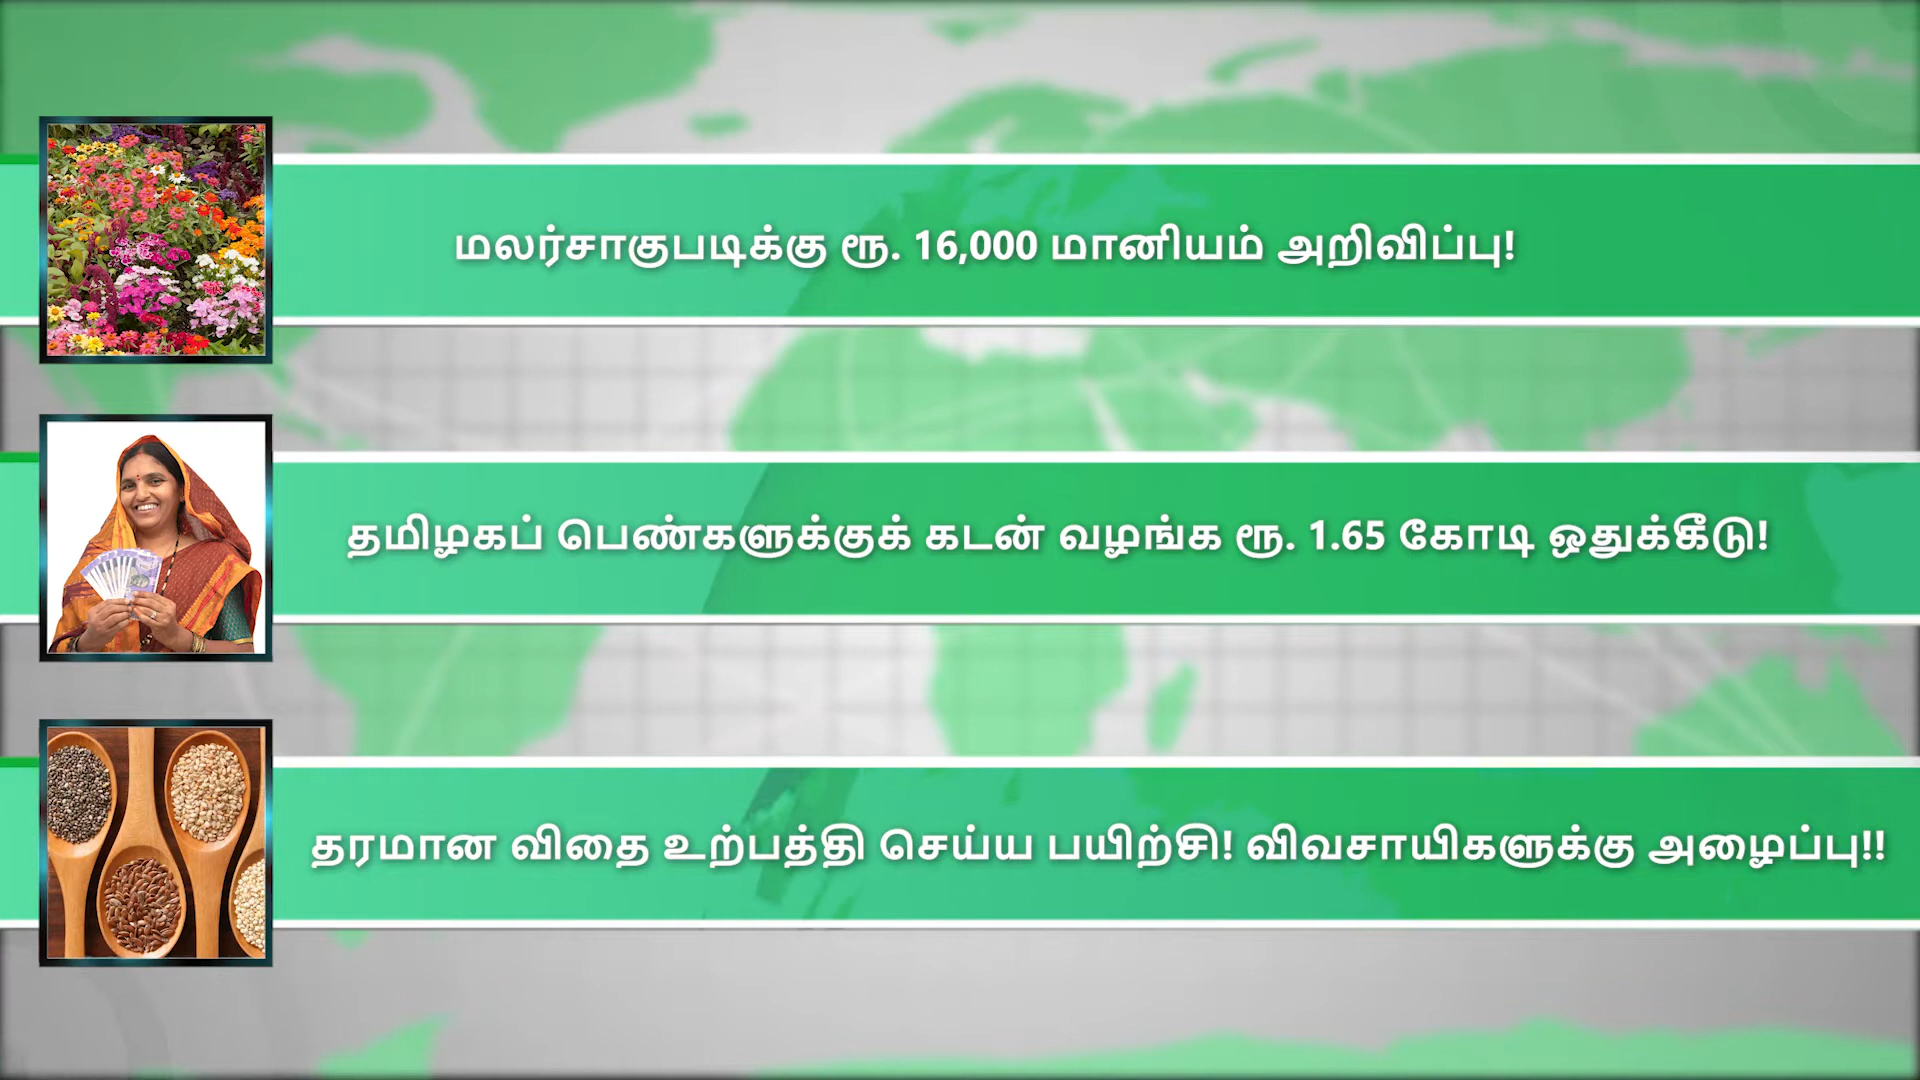 மலர்சாகுபடிக்கு ரூ. 16,000 மானியம் அறிவிப்பு!
தமிழகப் பெண்களுக்குக் கடன் வழங்க ரூ. 1.65 கோடி ஒதுக்கீடு!
தரமான விதை உற்பத்தி செய்ய பயிற்சி! விவசாயிகளுக்கு அழைப்பு!!